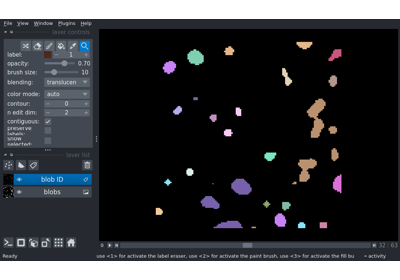 File View Window Plugins Help
layer controls
label: 1
opacity: 0.70
brush size: 10
blending: translucen
color mode: auto
contour: 0
n edit dim: 2
contiguous:
preserve
labels:
show
selected:
layer list
blob ID
blobs
32 63
Ready use <1> for activate the label eraser, use <2> for activate the paint brush, use <3> for activate the fill bu activity